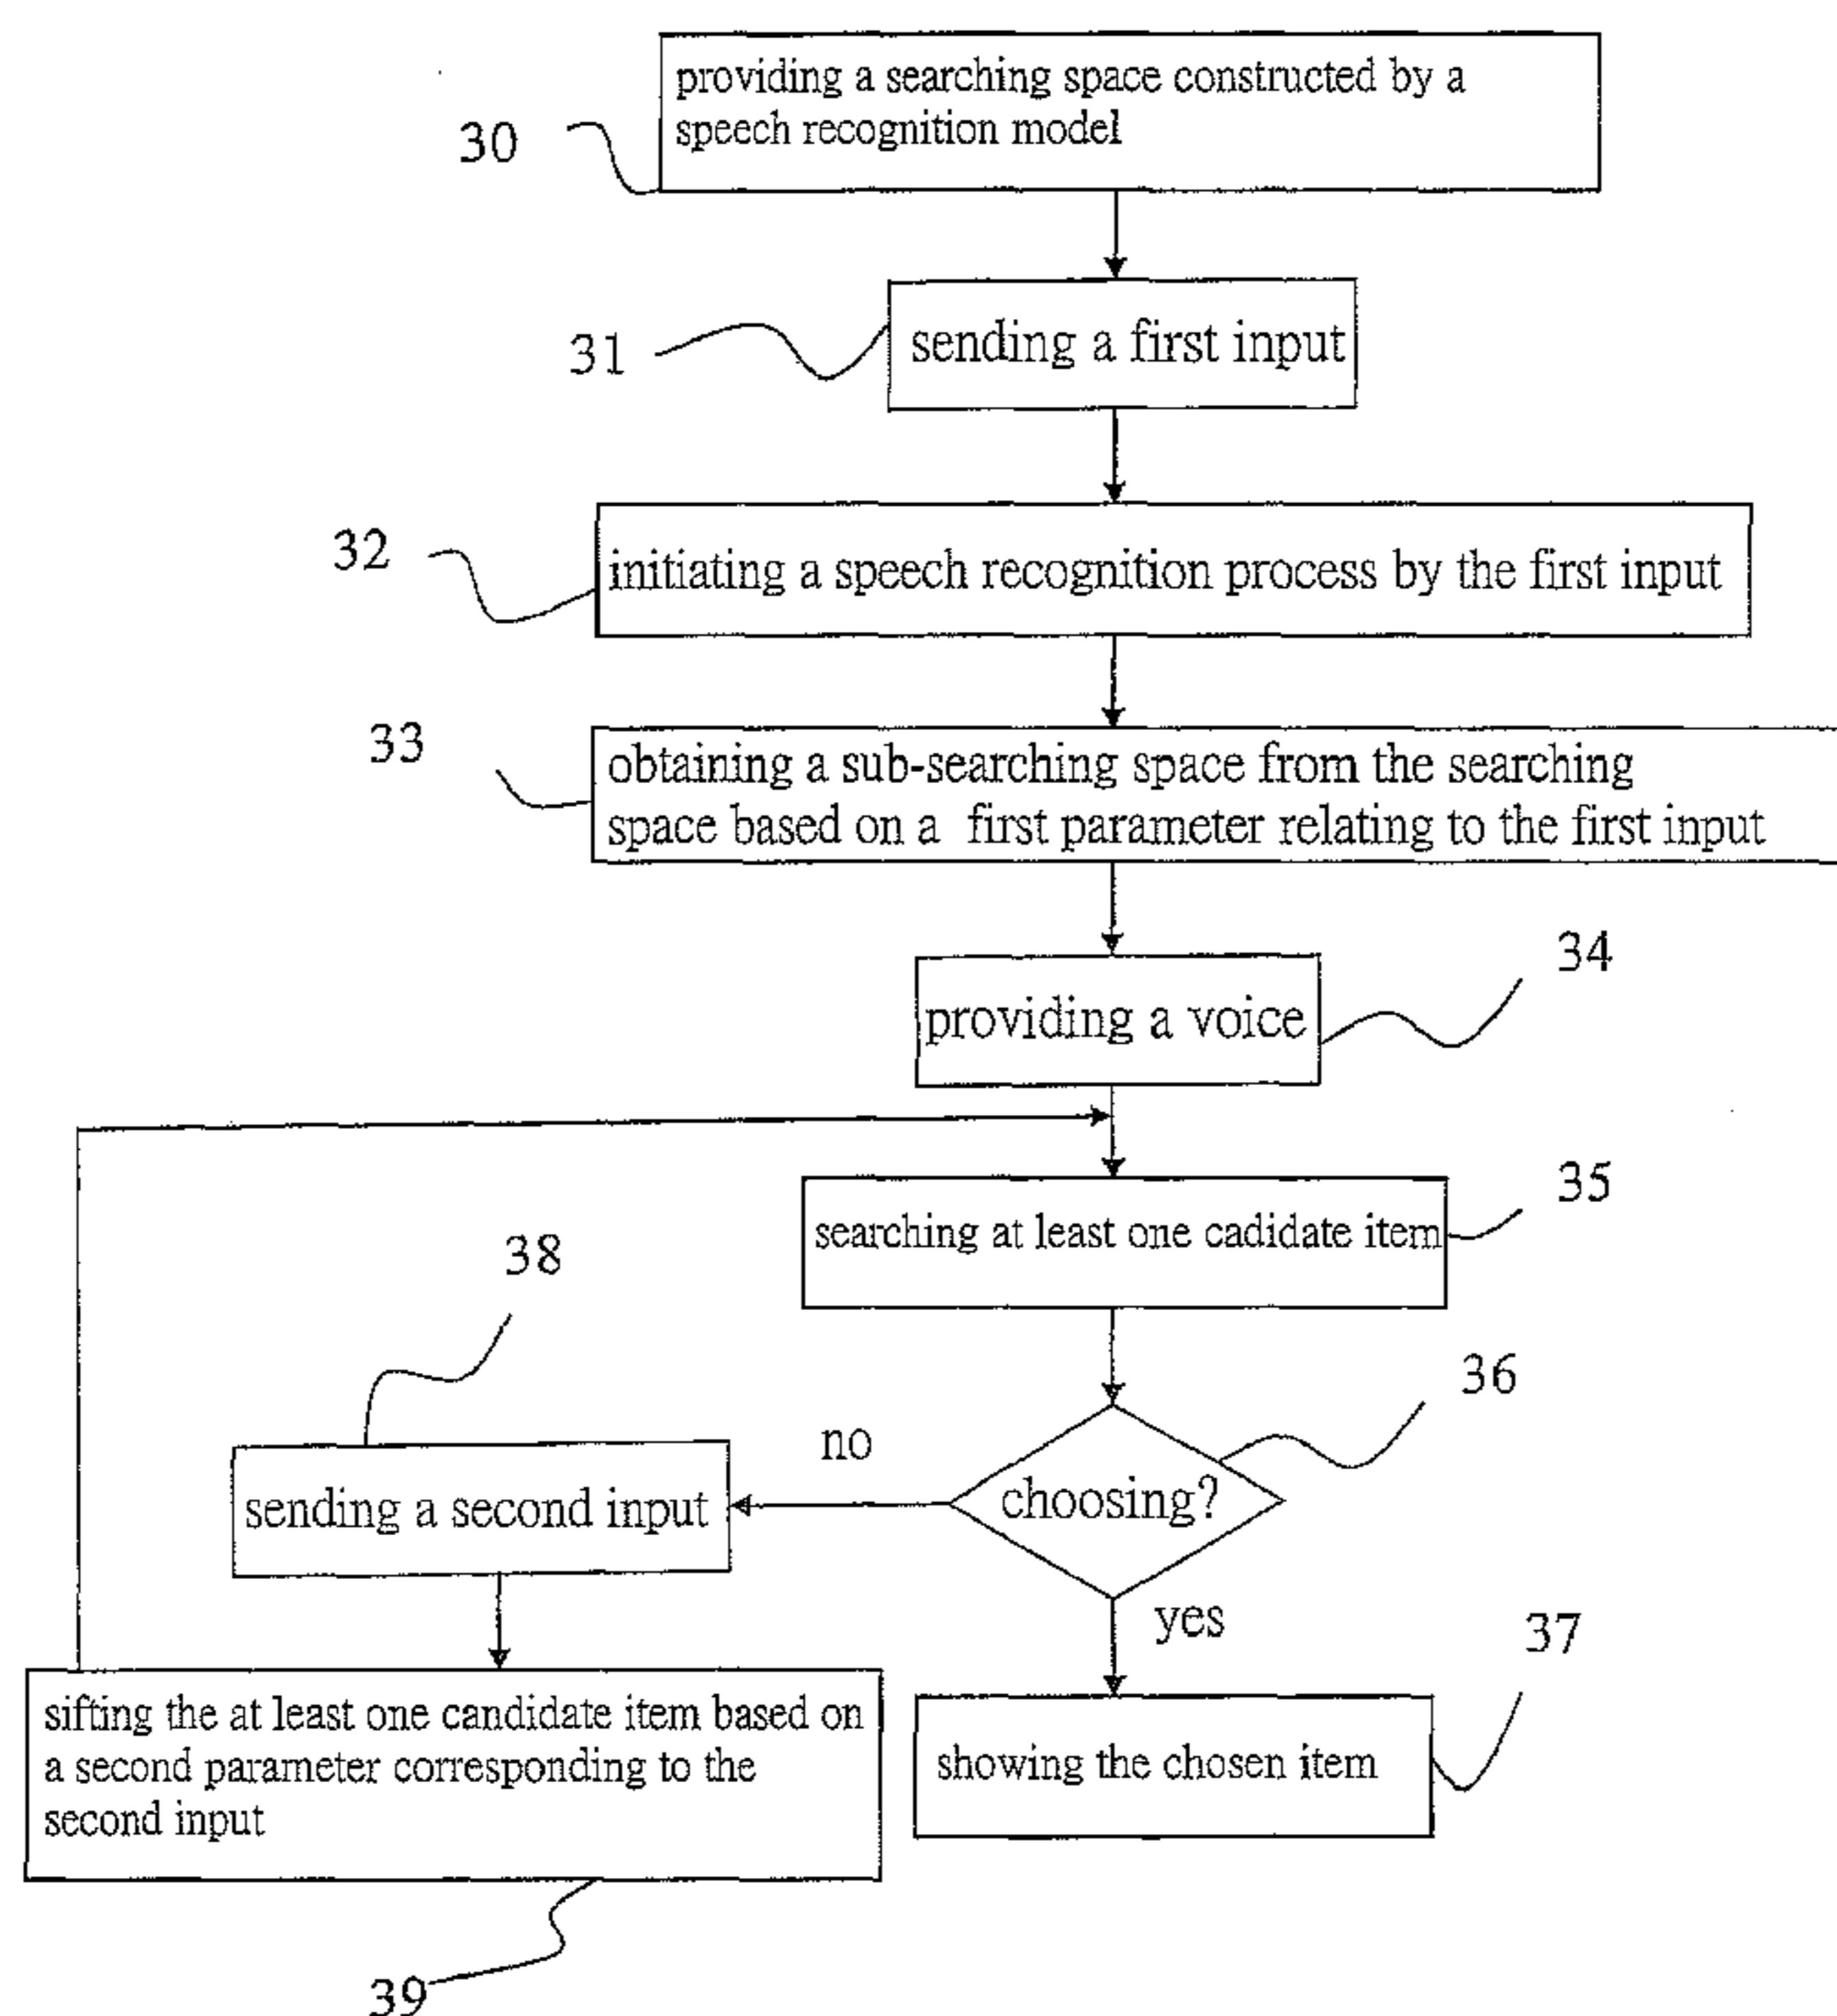 providing a searching space constructed by a
speech recognition model
30
sending a first input
31
32
initiating a speech recognition process by the first input
33
obtaining a sub-searching space from the searching
space based on a first parameter relating to the first input
34
providing a voice
35
searching at least one cadidate item
38
36
no
choosing?
sending a second input
yes
37
sifting the at least one candidate item based on
a second parameter corresponding to the
second input
showing the chosen item
39